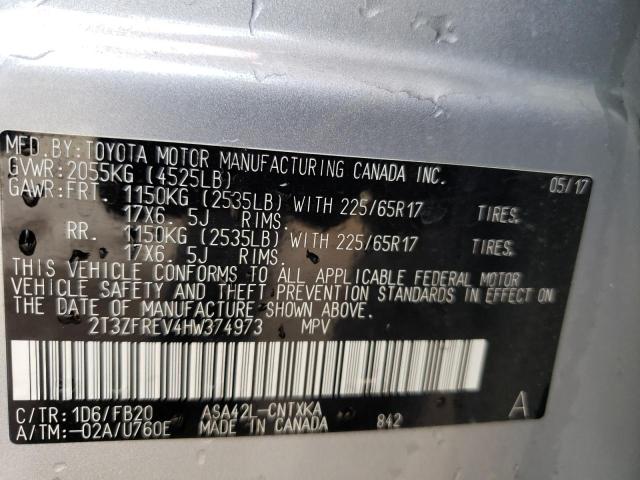 MFD.BY:TOYOTA MOTOR MANUFACTURING CANADA INC.
GVWR:2055KG (4525LB) 05/17
GAWR:FRT. 1150KG (2535LB) WITH 225/65R17 TIRES,
17X6. 5J RIMS.
RR. 1150KG (2535LB) WITH 225/65R17 TIRES,
17X6. 5J RIMS.
THIS VEHICLE CONFORMS TO ALL APPLICABLE FEDERAL MOTOR
VEHICLE SAFETY AND THEFT PREVENTION STANDARDS IN EFFECT ON
THE DATE OF MANUFACTURE SHOWN ABOVE.
2T3ZFREV4HW374973 MPV
C/TR:1D6/FB20 ASA42L-CNTXKA A
A/TM:-02A/U760E MADE IN CANADA 842